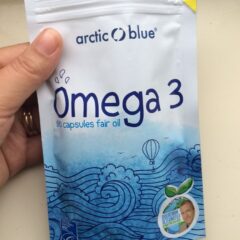 arctic blue®
Omega 3
capsules fair oil